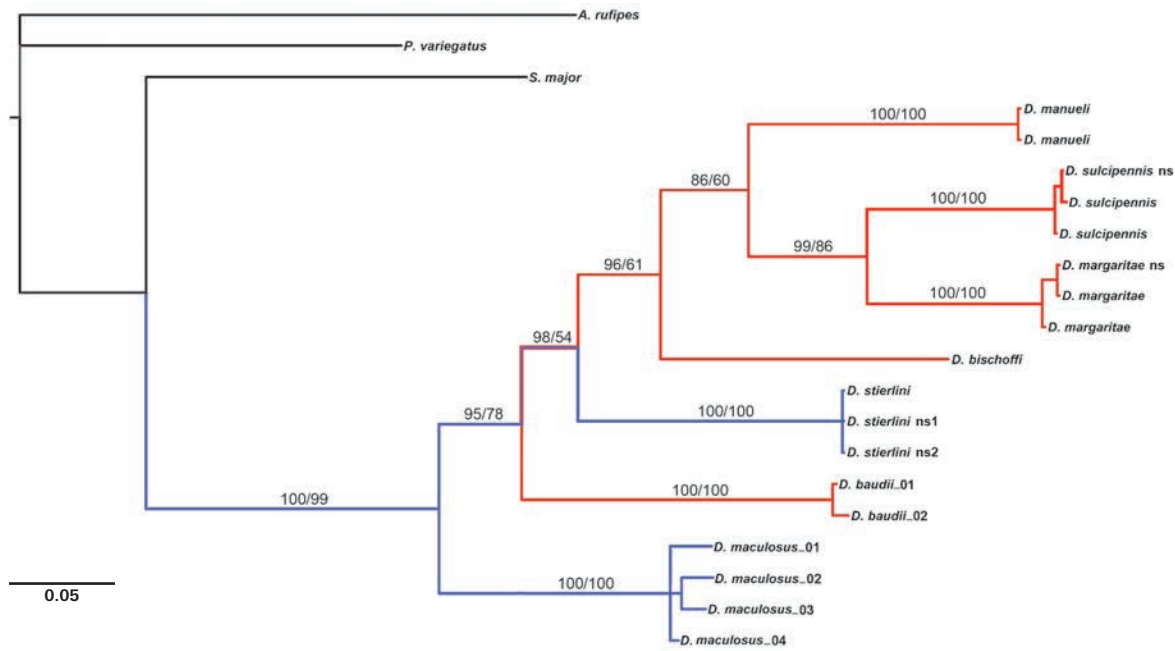 A. rufipes
P. variegatus
S. major
100/100
D. manueli
D. manueli
86/60
D. sulcipennis ns
100/100
D. sulcipennis
D. sulcipennis
99/86
96/61
D. margaritae ns
100/100
D. margaritae
D. margaritae
98/54
D. bischoffi
D. stierlini
95/78
100/100
D. stierlini ns1
D. stierlini ns2
D. baudii_01
100/100
100/99
D. baudii_02
D. maculosus_01
100/100
D. maculosus_02
0.05
D. maculosus_03
D. maculosus_04